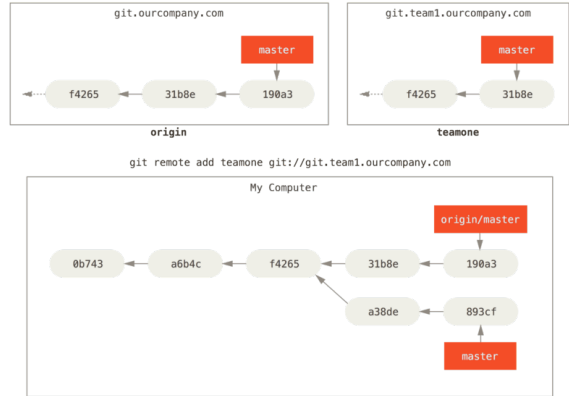 git.ourcompany.com
git.team1.ourcompany.com
master
master
f4265
31b8e
190a3
f4265
31b8e
origin
teamone
git remote add teamone git://git.team1.ourcompany.com
My Computer
origin/master
0b743
a6b4c
f4265
31b8e
190a3
a38de
893cf
master